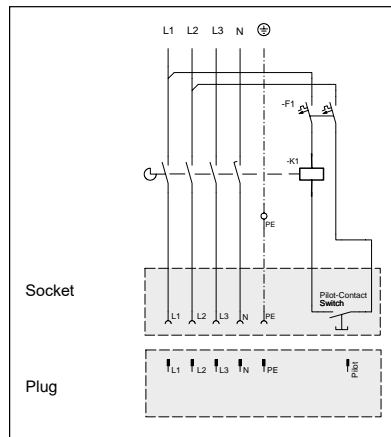 L1 L2 L3 N
-F1
-K1
PE
Socket
Pilot-Contact
Switch
L1 L2 L3 N PE
L1 L2 L3 N PE Pilot
Plug